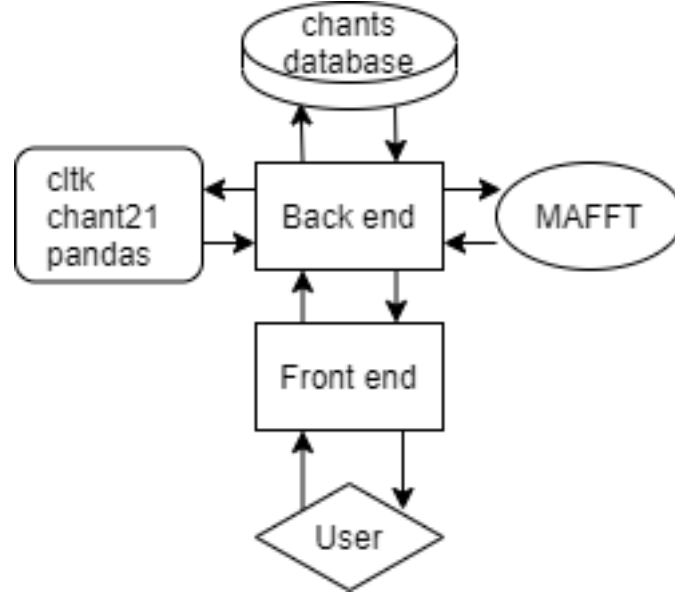 chants
database
cltk
chant21
pandas
Back end
MAFFT
Front end
User